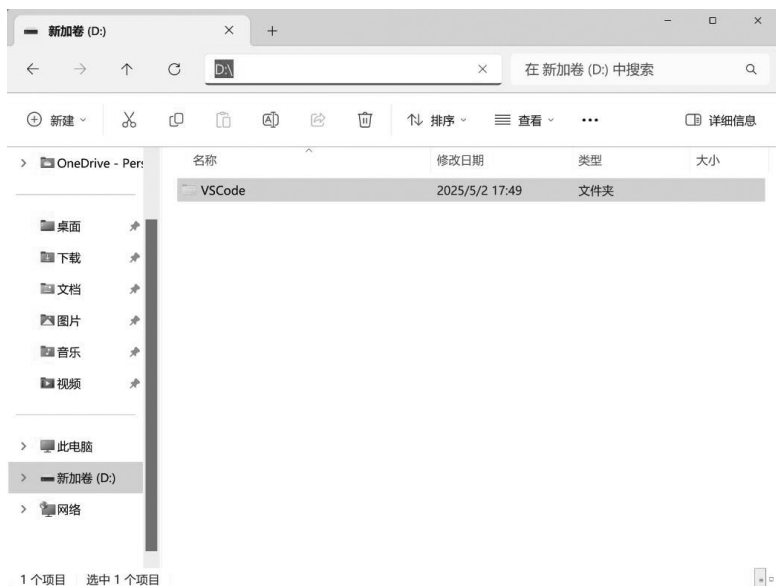 新加卷 (D:)
D:\ 在 新加卷 (D:) 中搜索
新建 排序 查看 ••• 详细信息
OneDrive - Pers 名称 修改日期 类型 大小
VSCode 2025/5/2 17:49 文件夹
桌面
下载
文档
图片
音乐
视频
此电脑
新加卷 (D:)
网络
1 个项目 选中 1 个项目